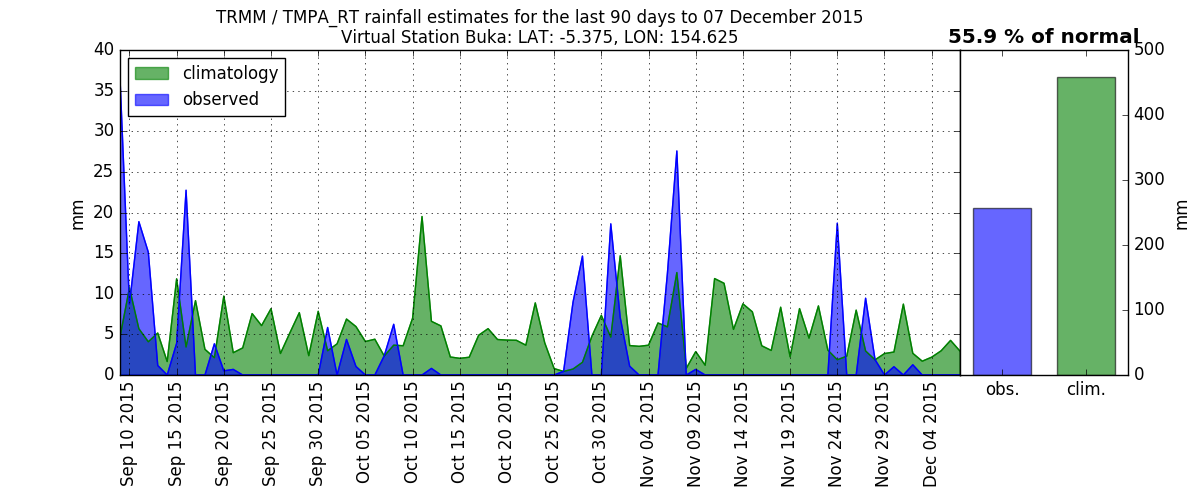 TRMM / TMPA_RT rainfall estimates for the last 90 days to 07 December 2015
Virtual Station Buka: LAT: -5.375, LON: 154.625
55.9 % of normal
climatology
observed
mm
40
35
30
25
20
15
10
5
0
Sep 10 2015
Sep 15 2015
Sep 20 2015
Sep 25 2015
Sep 30 2015
Oct 05 2015
Oct 10 2015
Oct 15 2015
Oct 20 2015
Oct 25 2015
Oct 30 2015
Nov 04 2015
Nov 09 2015
Nov 14 2015
Nov 19 2015
Nov 24 2015
Nov 29 2015
Dec 04 2015
obs.
clim.
500
400
300
200
100
0
mm